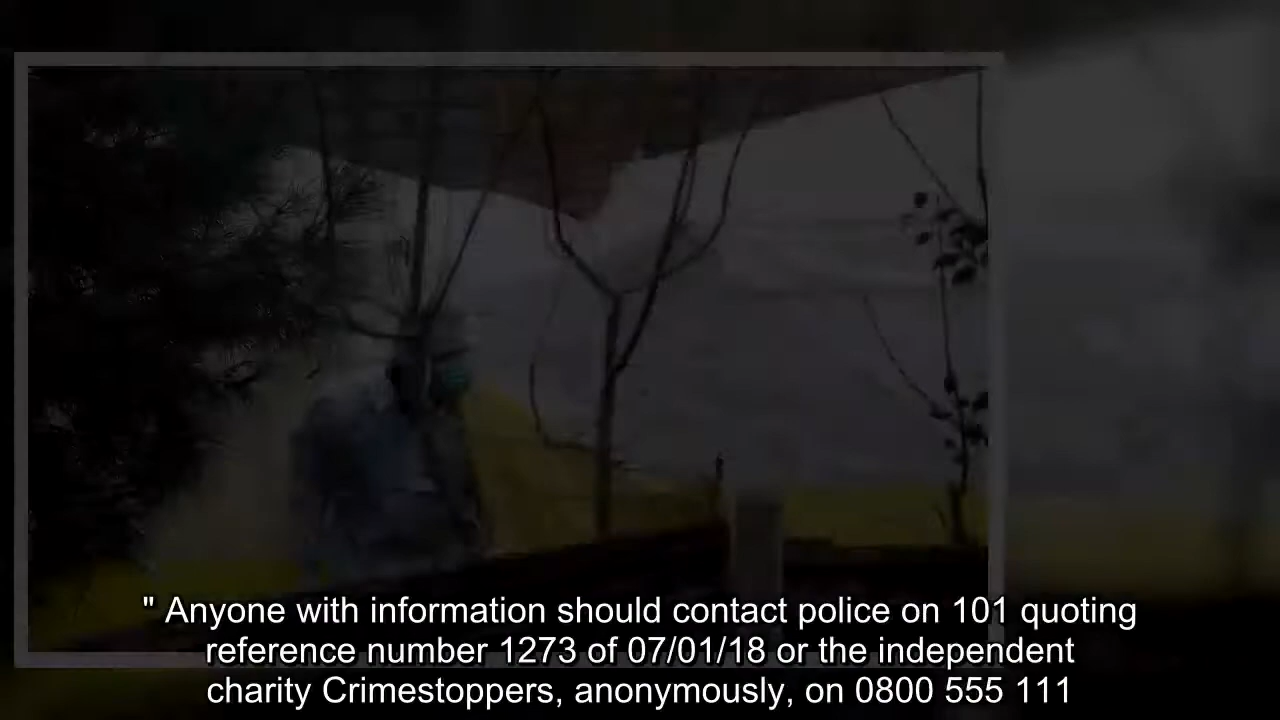 " Anyone with information should contact police on 101 quoting
reference number 1273 of 07/01/18 or the independent
charity Crimestoppers, anonymously, on 0800 555 111